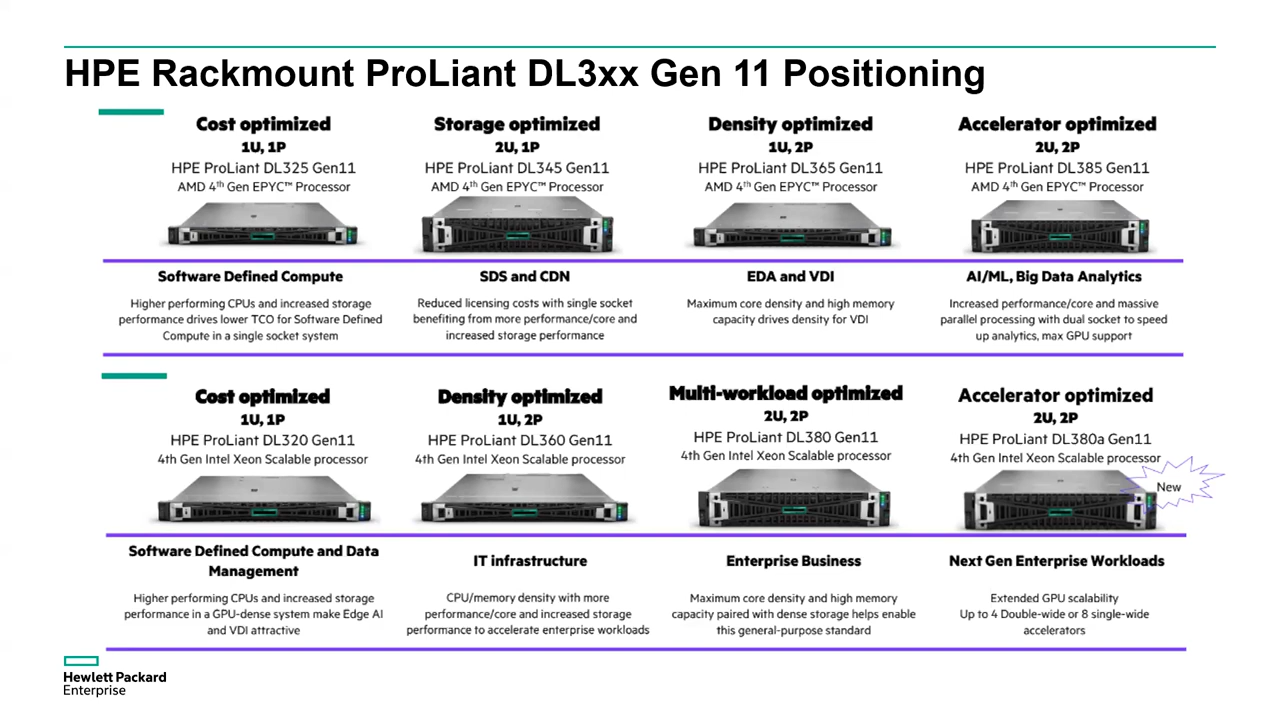 HPE Rackmount ProLiant DL3xx Gen 11 Positioning
Cost optimized
1U, 1P
HPE ProLiant DL325 Gen11
AMD 4th Gen EPYC™ Processor
Software Defined Compute
Higher performing CPUs and increased storage
performance drives lower TCO for Software Defined
Compute in a single socket system
Storage optimized
2U, 1P
HPE ProLiant DL345 Gen11
AMD 4th Gen EPYC™ Processor
SDS and CDN
Reduced licensing costs with single socket
benefiting from more performance/core and
increased storage performance
Density optimized
1U, 2P
HPE ProLiant DL365 Gen11
AMD 4th Gen EPYC™ Processor
EDA and VDI
Maximum core density and high memory
capacity drives density for VDI
Accelerator optimized
2U, 2P
HPE ProLiant DL385 Gen11
AMD 4th Gen EPYC™ Processor
AI/ML, Big Data Analytics
Increased performance/core and massive
parallel processing with dual socket to speed
up analytics, max GPU support
Cost optimized
1U, 1P
HPE ProLiant DL320 Gen11
4th Gen Intel Xeon Scalable processor
Software Defined Compute and Data
Management
Higher performing CPUs and increased storage
performance in a GPU-dense system make Edge AI
and VDI attractive
Density optimized
1U, 2P
HPE ProLiant DL360 Gen11
4th Gen Intel Xeon Scalable processor
IT infrastructure
CPU/memory density with more
performance/core and increased storage
performance to accelerate enterprise workloads
Multi-workload optimized
2U, 2P
HPE ProLiant DL380 Gen11
4th Gen Intel Xeon Scalable processor
Enterprise Business
Maximum core density and high memory
capacity paired with dense storage helps enable
this general-purpose standard
Accelerator optimized
2U, 2P
HPE ProLiant DL380a Gen11
4th Gen Intel Xeon Scalable processor
New
Next Gen Enterprise Workloads
Extended GPU scalability
Up to 4 Double-wide or 8 single-wide
accelerators
Hewlett Packard
Enterprise